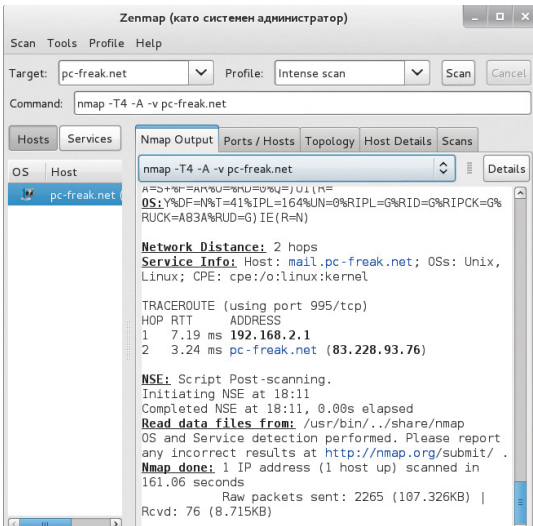 Zenmap (като системен администратор)
Scan Tools Profile Help
Target: pc-freak.net Profile: Intense scan Scan Cancel
Command: nmap -T4 -A -v pc-freak.net
Hosts Services
OS Host
pc-freak.net (
Nmap Output Ports / Hosts Topology Host Details Scans
nmap -T4 -A -v pc-freak.net Details
OS:Y%DF=N%T=41%IPL=164%UN=0%RIPL=G%RID=G%RIPCK=G%
RUCK=A83A%RUD=G)IE(R=N)
Network Distance: 2 hops
Service Info: Host: mail.pc-freak.net; OSs: Unix,
Linux; CPE: cpe:/o:linux:kernel
TRACEROUTE (using port 995/tcp)
HOP RTT ADDRESS
1 7.19 ms 192.168.2.1
2 3.24 ms pc-freak.net (83.228.93.76)
NSE: Script Post-scanning.
Initiating NSE at 18:11
Completed NSE at 18:11, 0.00s elapsed
Read data files from: /usr/bin/../share/nmap
OS and Service detection performed. Please report
any incorrect results at http://nmap.org/submit/ .
Nmap done: 1 IP address (1 host up) scanned in
161.06 seconds
Raw packets sent: 2265 (107.326KB) |
Rcvd: 76 (8.715KB)